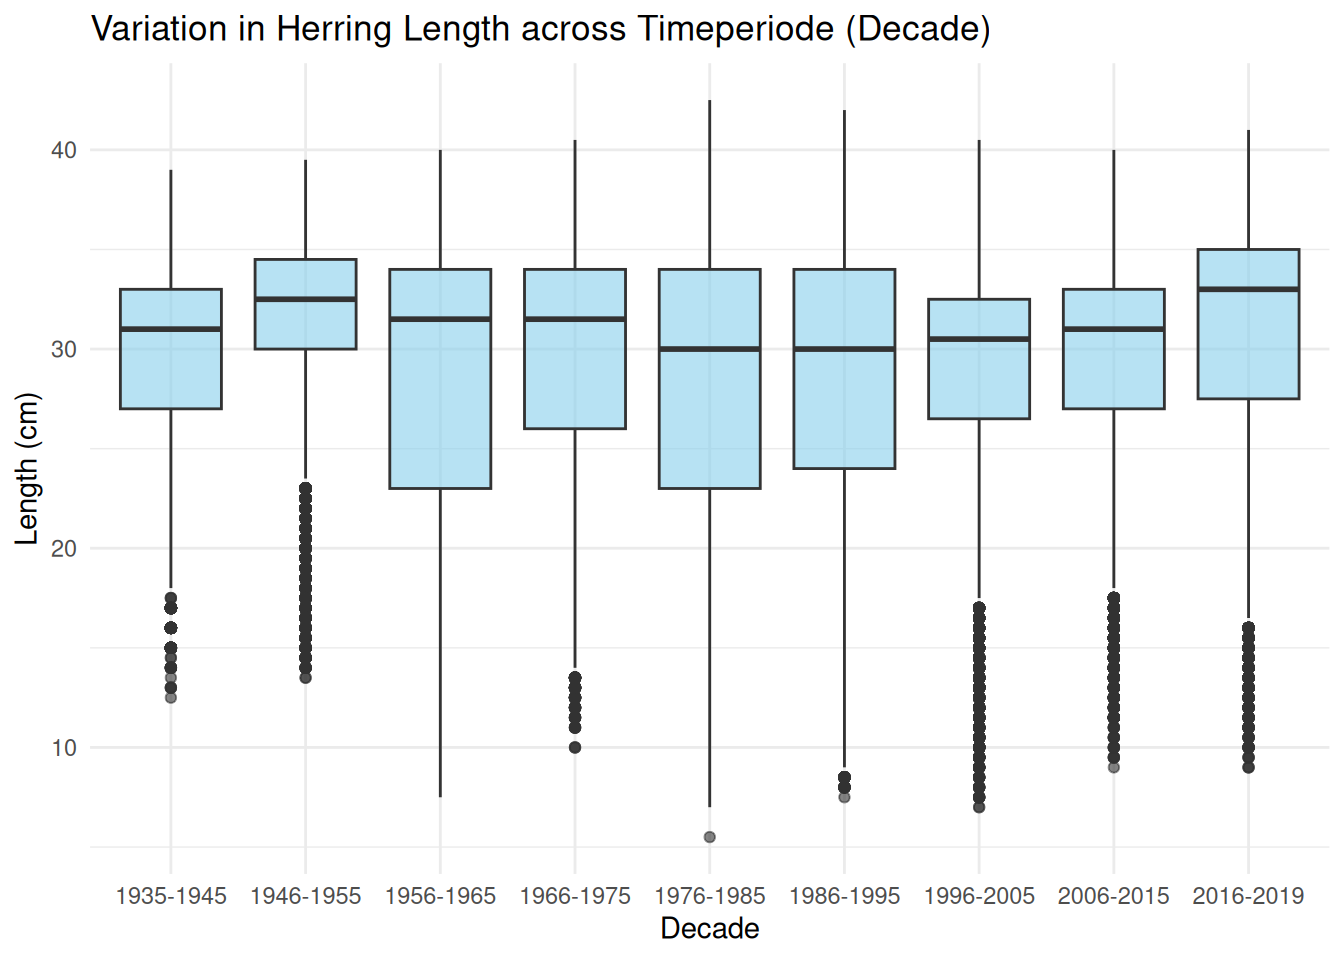 Variation in Herring Length across Timeperiode (Decade)
Length (cm)
40
30
20
10
1935-1945 1946-1955 1956-1965 1966-1975 1976-1985 1986-1995 1996-2005 2006-2015 2016-2019
Decade